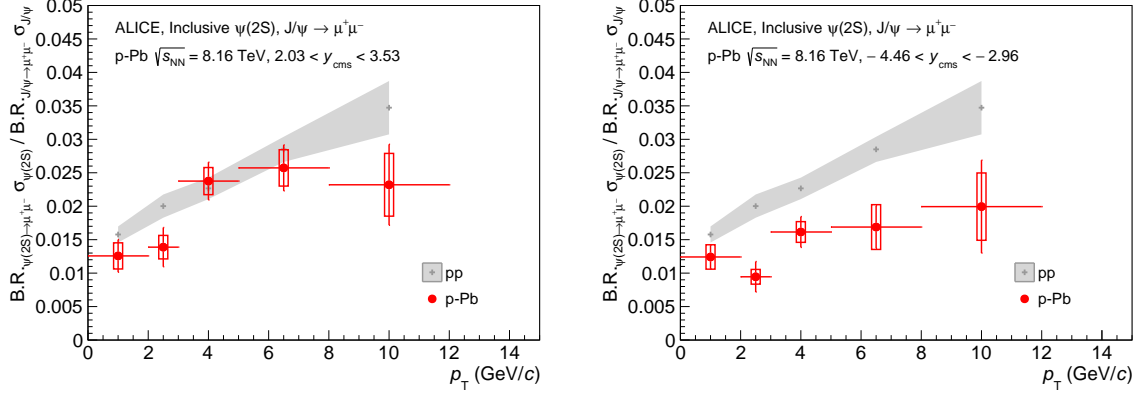 ALICE, Inclusive ψ(2S), J/ψ → μ⁺μ⁻
p-Pb √s_NN = 8.16 TeV, 2.03 < y_cms < 3.53
B.R._ψ(2S)→μ⁺μ⁻ σ_ψ(2S) / B.R._J/ψ→μ⁺μ⁻ σ_J/ψ
0.05
0.045
0.04
0.035
0.03
0.025
0.02
0.015
0.01
0.005
0
pp
p-Pb
0 2 4 6 8 10 12 14
p_T (GeV/c)
ALICE, Inclusive ψ(2S), J/ψ → μ⁺μ⁻
p-Pb √s_NN = 8.16 TeV, − 4.46 < y_cms < − 2.96
B.R._ψ(2S)→μ⁺μ⁻ σ_ψ(2S) / B.R._J/ψ→μ⁺μ⁻ σ_J/ψ
0.05
0.045
0.04
0.035
0.03
0.025
0.02
0.015
0.01
0.005
0
pp
p-Pb
0 2 4 6 8 10 12 14
p_T (GeV/c)